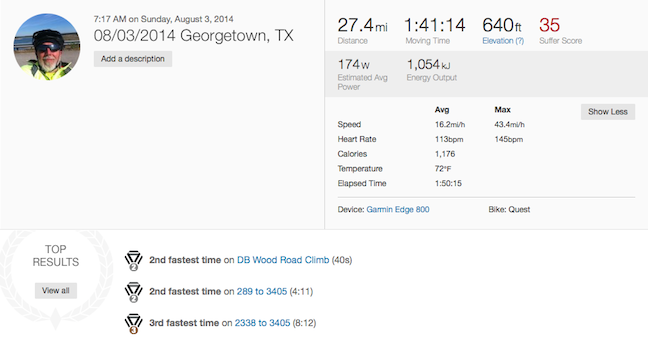 7:17 AM on Sunday, August 3, 2014
08/03/2014 Georgetown, TX
Add a description
27.4mi 1:41:14 640ft 35
Distance Moving Time Elevation (?) Suffer Score
174W 1,054kJ
Estimated Avg Power Energy Output
Avg Max
Show Less
Speed 16.2mi/h 43.4mi/h
Heart Rate 113bpm 145bpm
Calories 1,176
Temperature 72°F
Elapsed Time 1:50:15
Device: Garmin Edge 800 Bike: Quest
TOP
RESULTS
View all
2
2nd fastest time on DB Wood Road Climb (40s)
2
2nd fastest time on 289 to 3405 (4:11)
3
3rd fastest time on 2338 to 3405 (8:12)